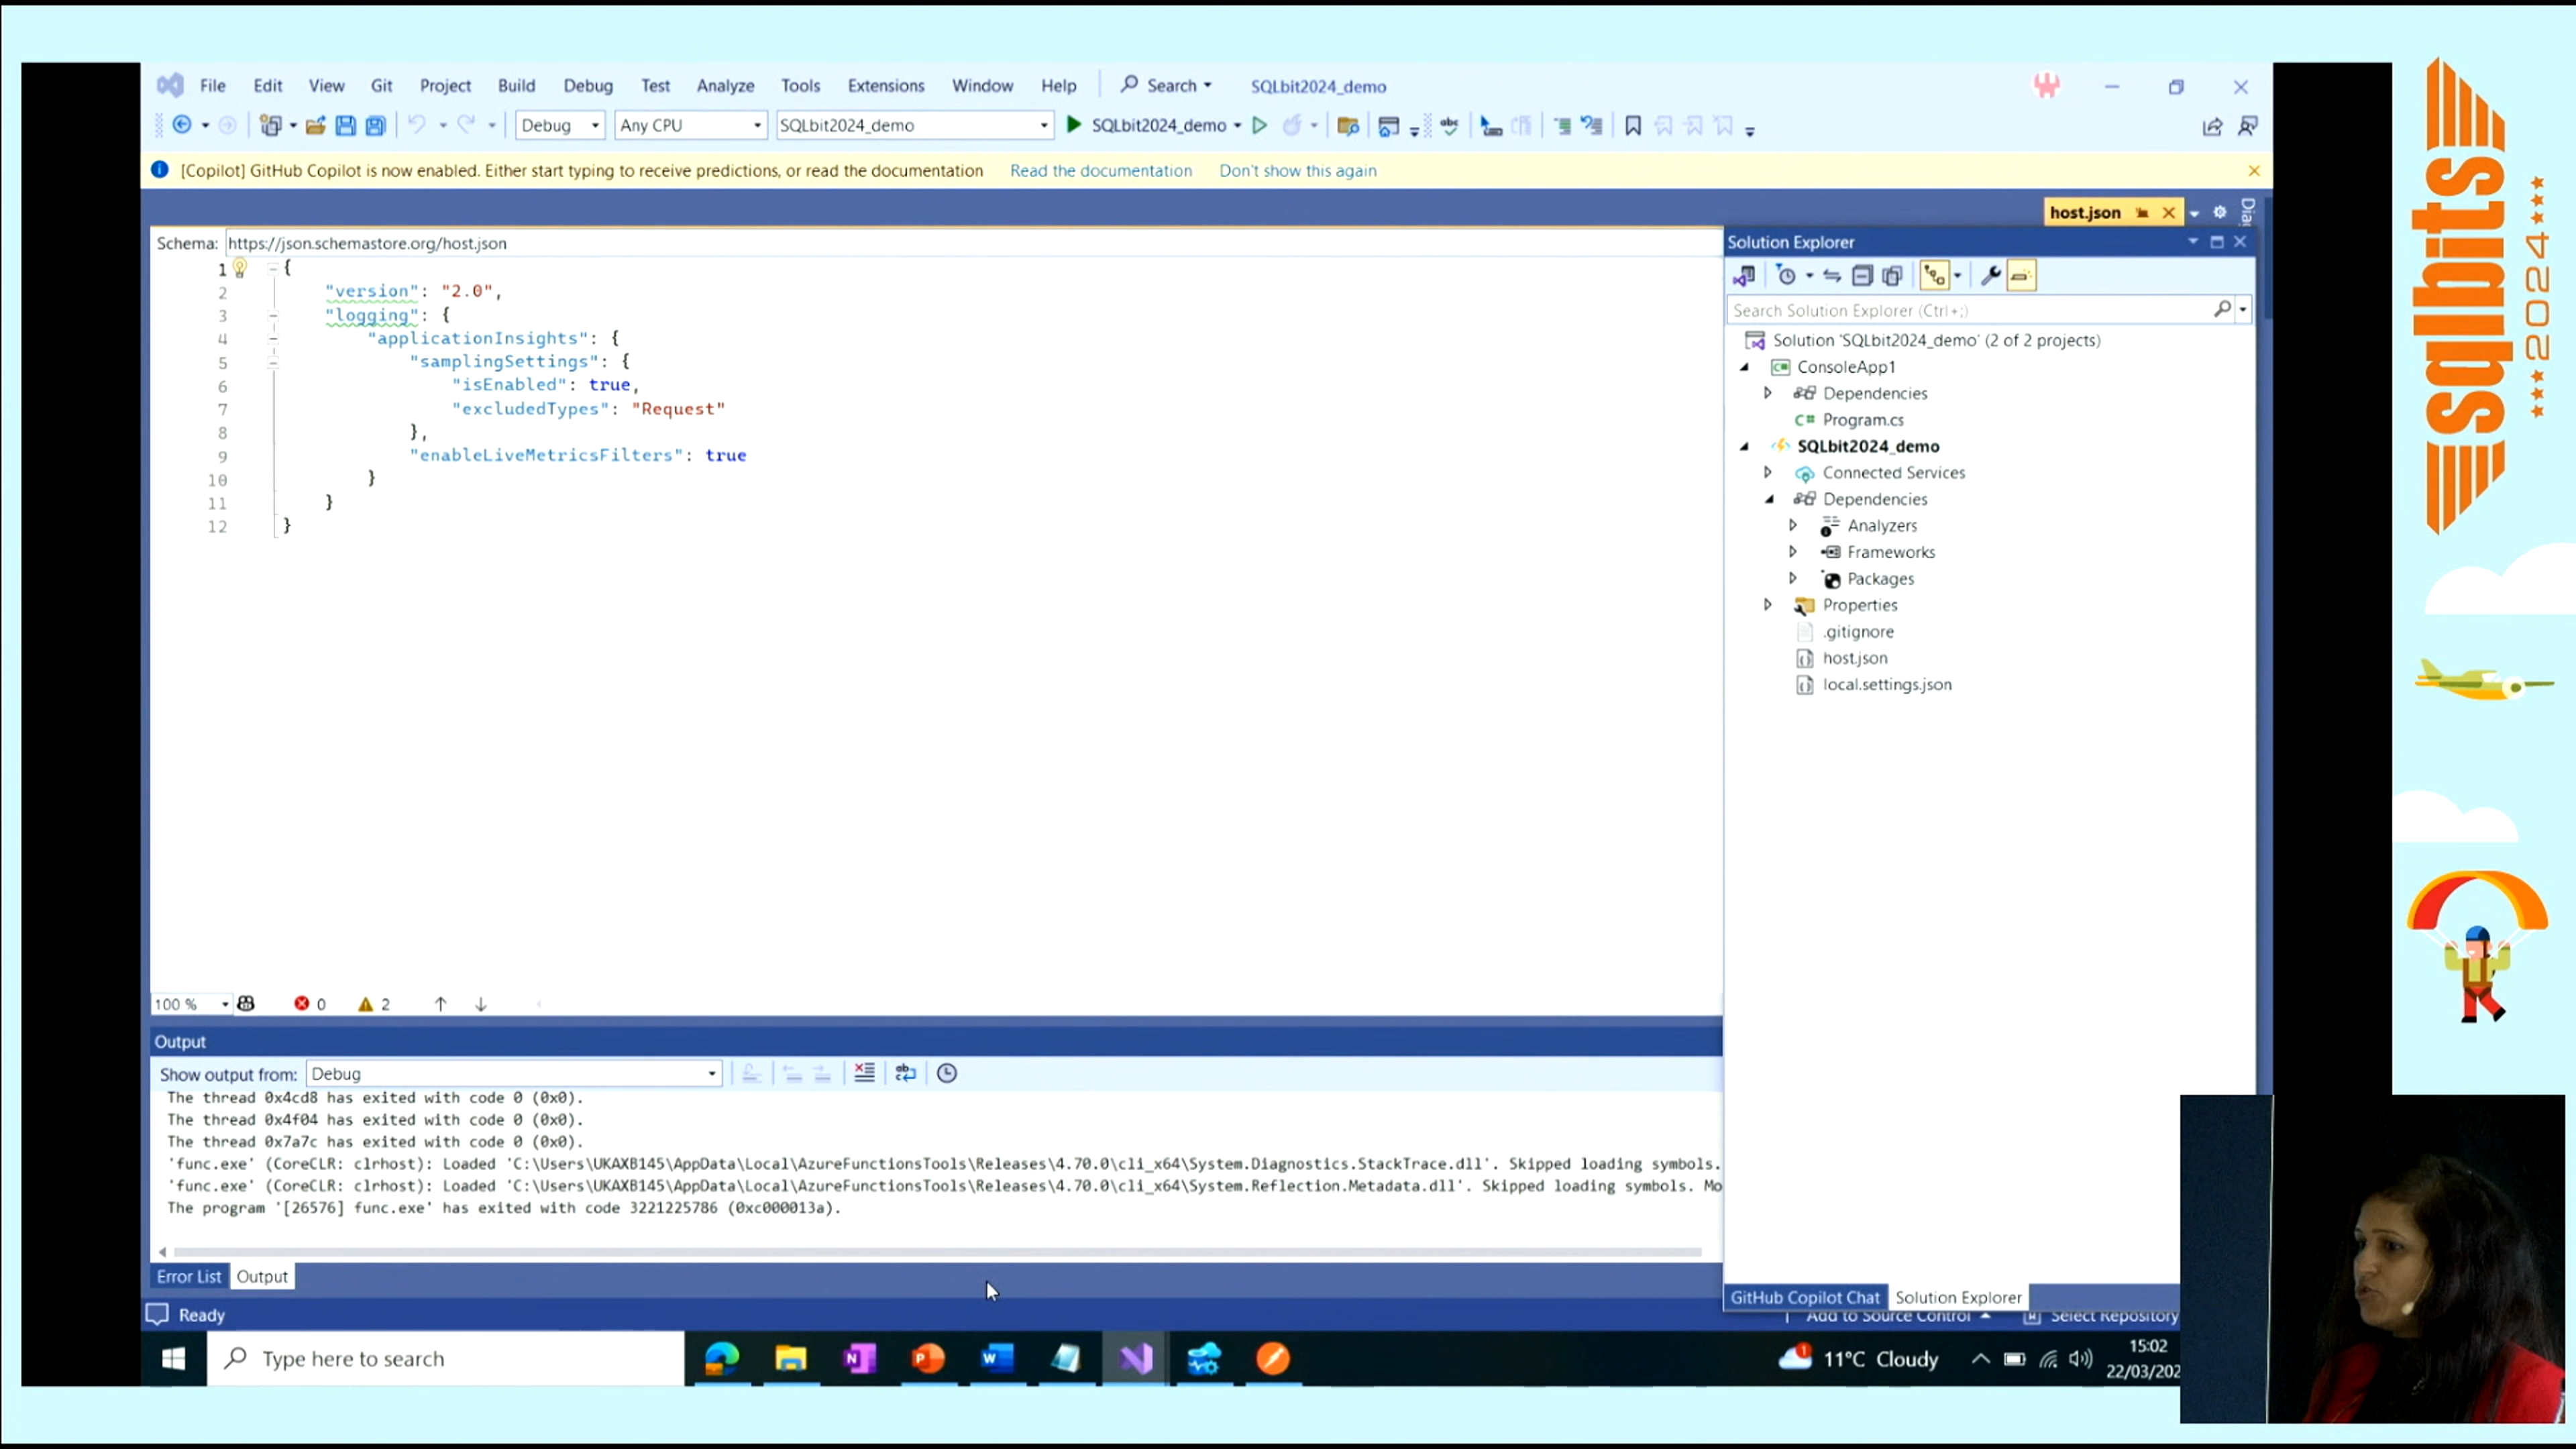 File Edit View Git Project Build Debug Test Analyze Tools Extensions Window Help Search SQLbit2024_demo
Debug Any CPU SQLbit2024_demo SQLbit2024_demo
[Copilot] GitHub Copilot is now enabled. Either start typing to receive predictions, or read the documentation Read the documentation Don't show this again
host.json
Schema: https://json.schemastore.org/host.json
1 {
2 "version": "2.0",
3 "logging": {
4 "applicationInsights": {
5 "samplingSettings": {
6 "isEnabled": true,
7 "excludedTypes": "Request"
8 },
9 "enableLiveMetricsFilters": true
10 }
11 }
12 }
Solution Explorer
Search Solution Explorer (Ctrl+;)
Solution 'SQLbit2024_demo' (2 of 2 projects)
ConsoleApp1
Dependencies
C# Program.cs
SQLbit2024_demo
Connected Services
Dependencies
Analyzers
Frameworks
Packages
Properties
.gitignore
host.json
local.settings.json
100 % 0 2
Output
Show output from: Debug
The thread 0x4cd8 has exited with code 0 (0x0).
The thread 0x4f04 has exited with code 0 (0x0).
The thread 0x7a7c has exited with code 0 (0x0).
'func.exe' (CoreCLR: clrhost): Loaded 'C:\Users\UKAXB145\AppData\Local\AzureFunctionsTools\Releases\4.70.0\cli_x64\System.Diagnostics.StackTrace.dll'. Skipped loading symbols.
'func.exe' (CoreCLR: clrhost): Loaded 'C:\Users\UKAXB145\AppData\Local\AzureFunctionsTools\Releases\4.70.0\cli_x64\System.Reflection.Metadata.dll'. Skipped loading symbols. Mo
The program '[26576] func.exe' has exited with code 3221225786 (0xc000013a).
Error List Output
GitHub Copilot Chat Solution Explorer
Ready
Add to Source Control Select Repository
Type here to search
11°C Cloudy
15:02
22/03/202
sqlbits
2024